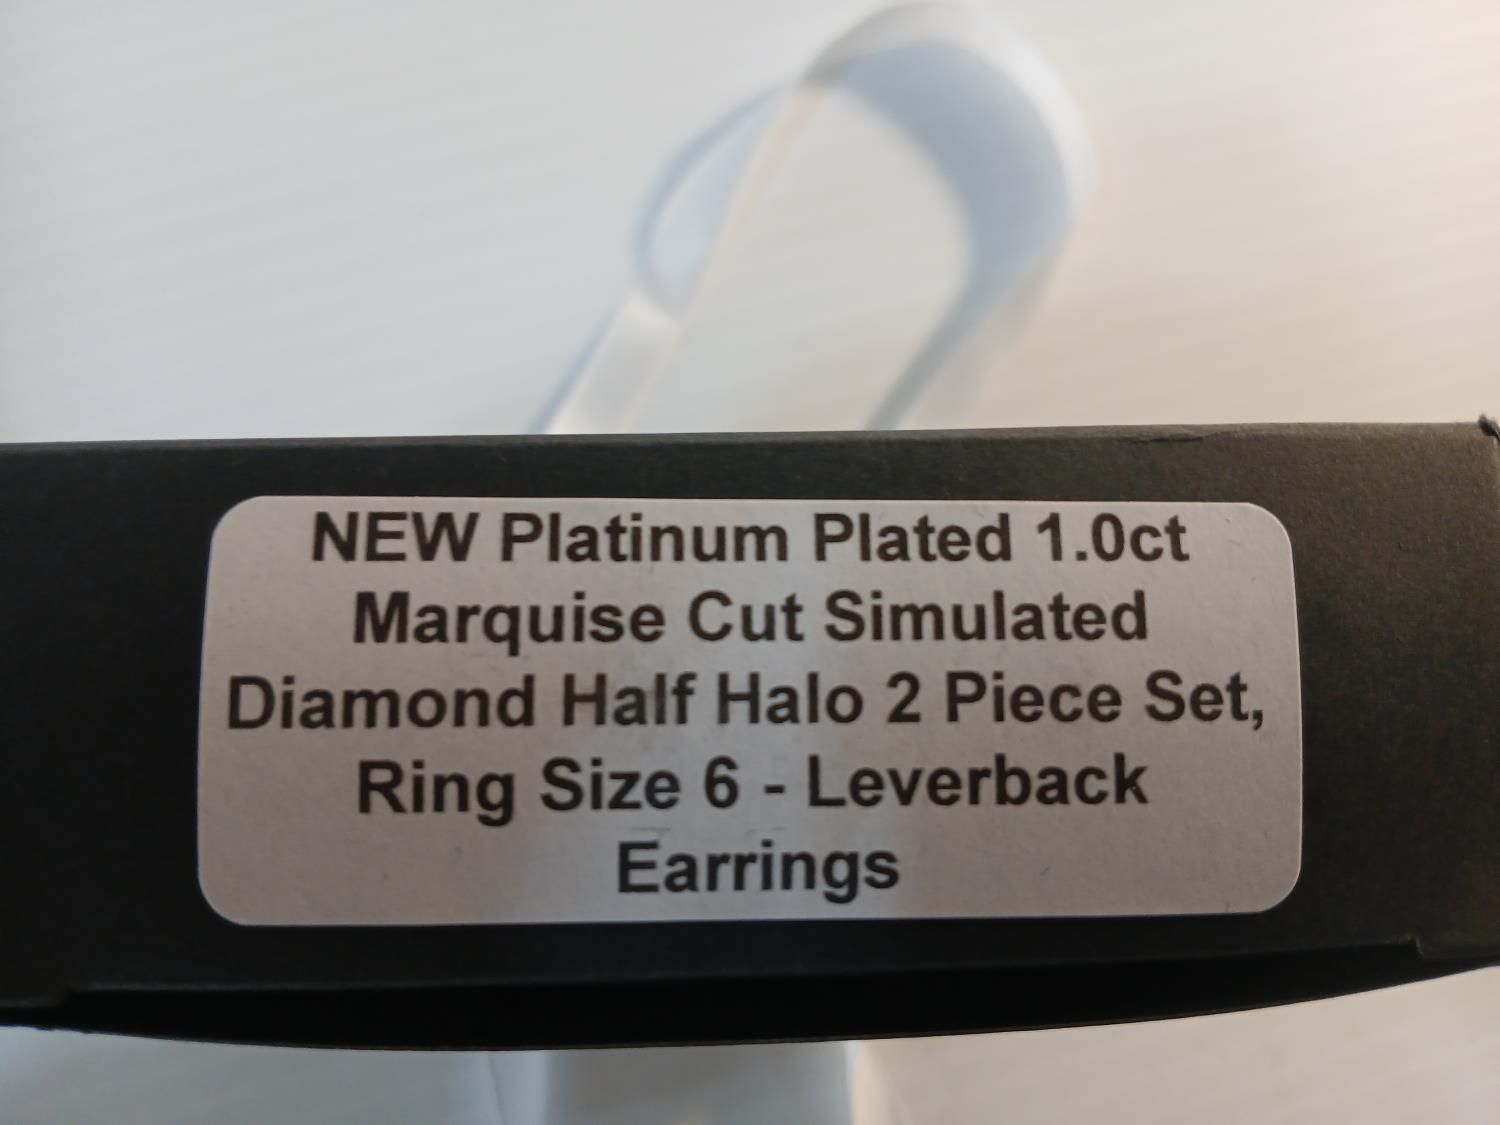 NEW Platinum Plated 1.0ct
Marquise Cut Simulated
Diamond Half Halo 2 Piece Set,
Ring Size 6 - Leverback
Earrings